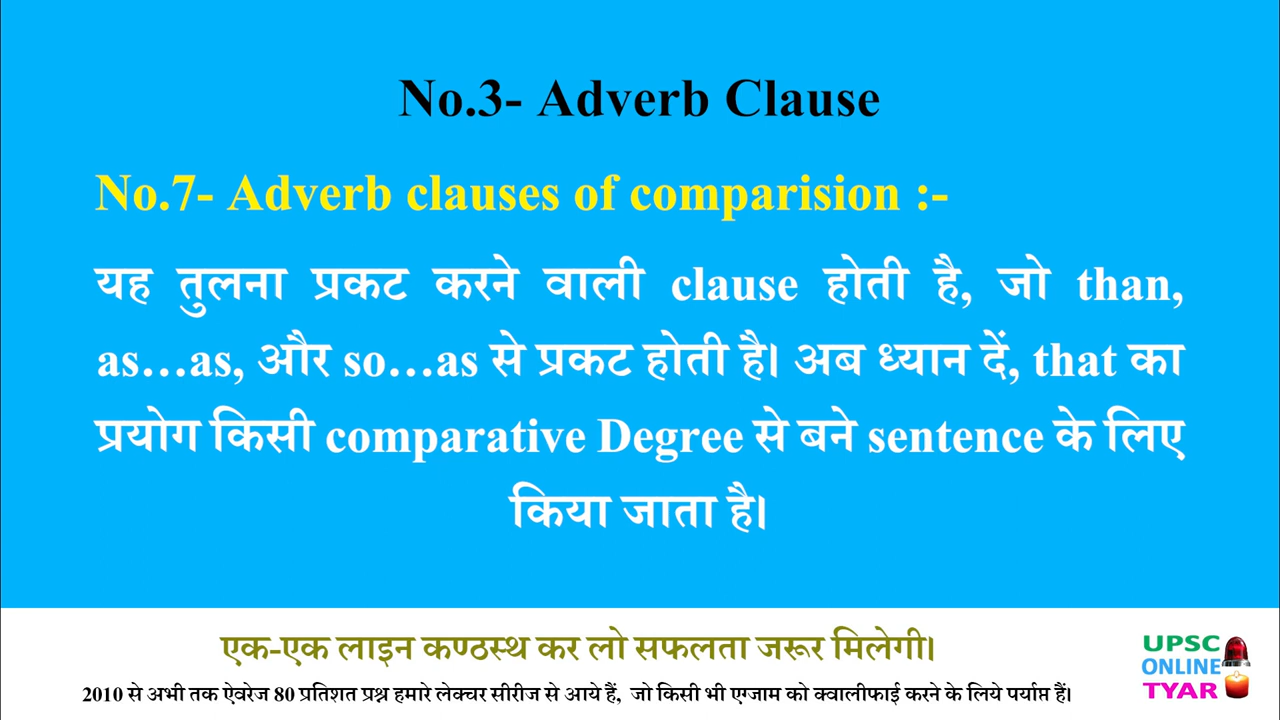 No.3- Adverb Clause
No.7- Adverb clauses of comparision :-
यह तुलना प्रकट करने वाली clause होती है, जो than,
as…as, और so…as से प्रकट होती है। अब ध्यान दें, that का
प्रयोग किसी comparative Degree से बने sentence के लिए
किया जाता है।
एक-एक लाइन कण्ठस्थ कर लो सफलता जरूर मिलेगी।
2010 से अभी तक ऐवरेज 80 प्रतिशत प्रश्न हमारे लेक्चर सीरीज से आये हैं, जो किसी भी एग्जाम को क्वालीफाई करने के लिये पर्याप्त हैं।
UPSC
ONLINE
TYAR